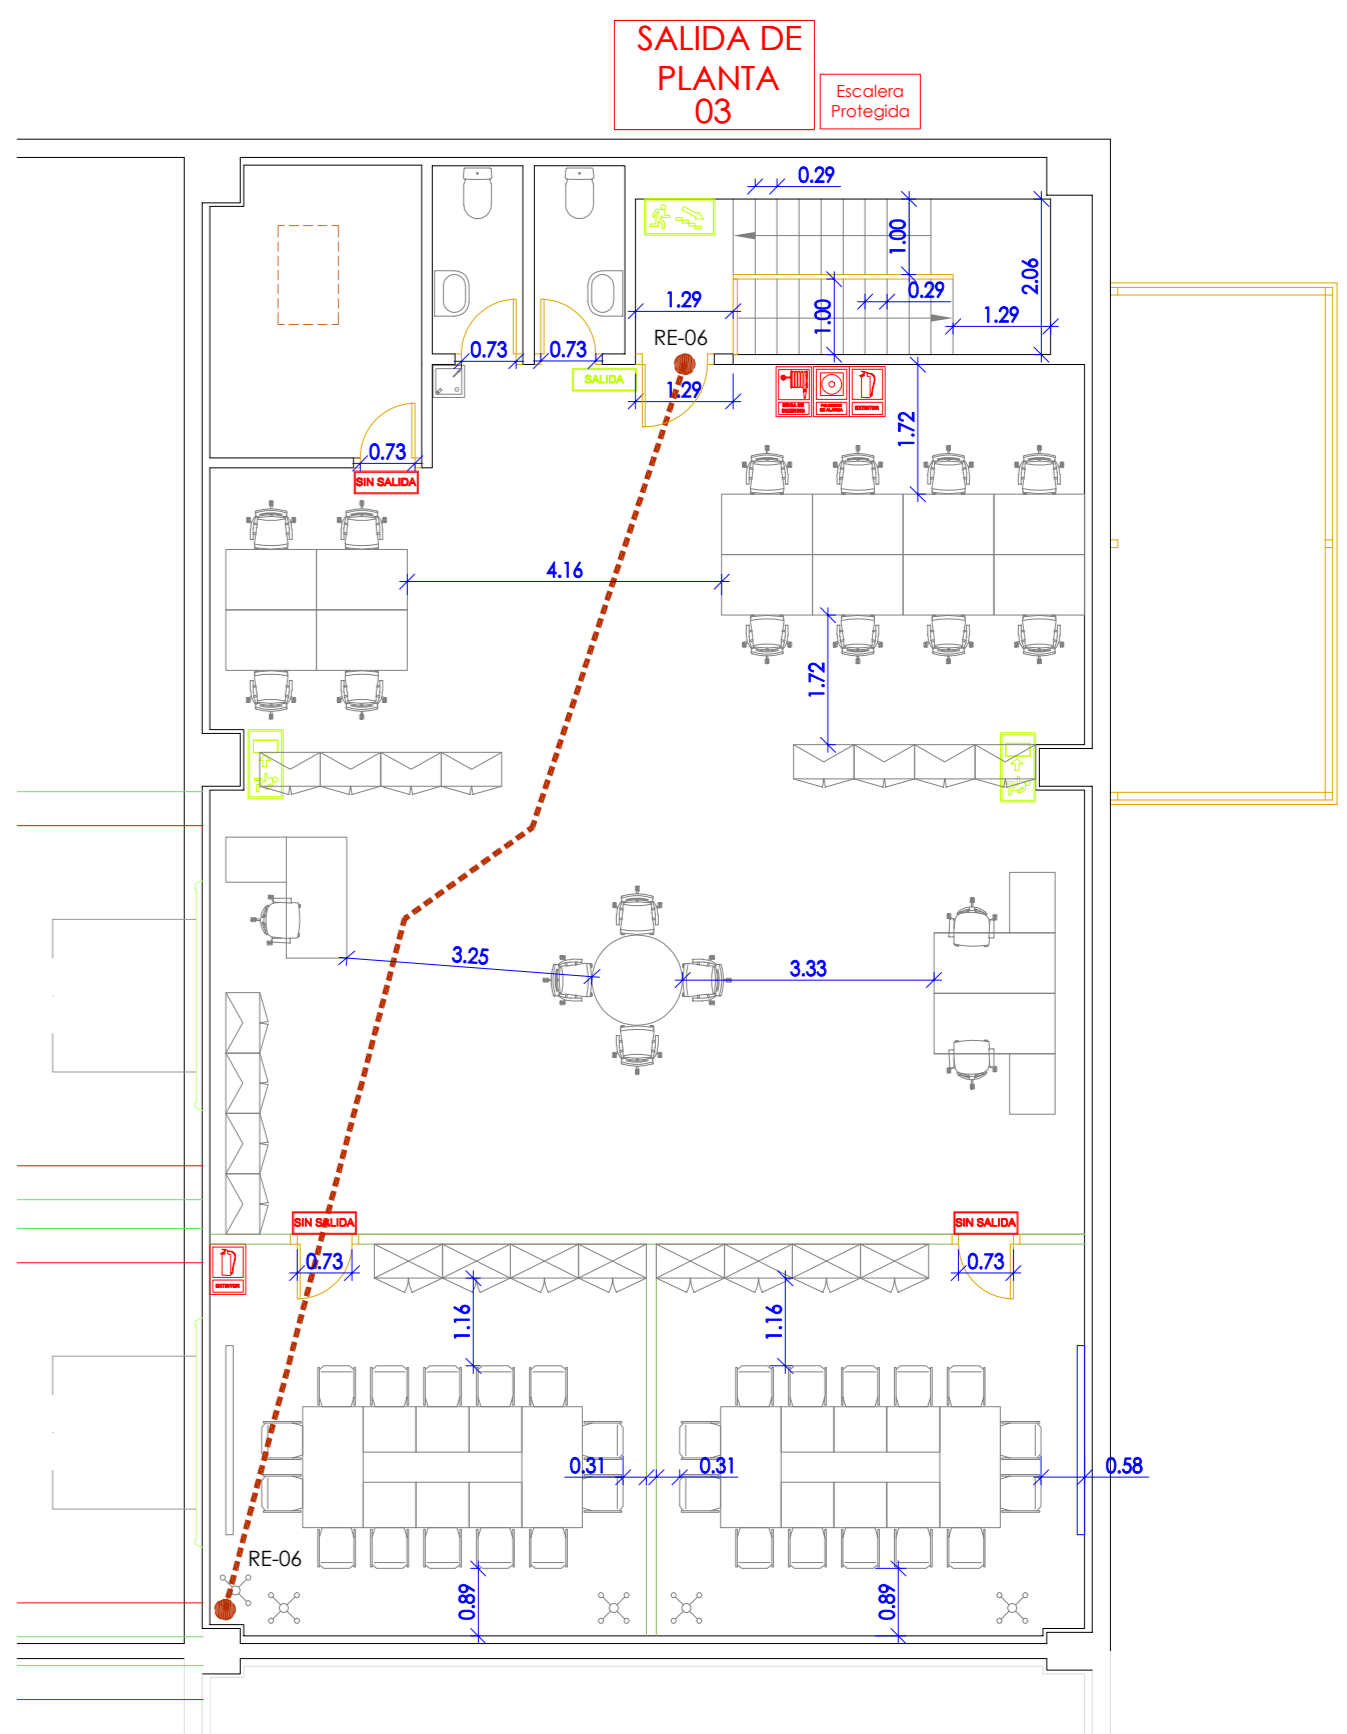 SALIDA DE
PLANTA
03
Escalera
Protegida
0.29
1.00
2.06
0.29
1.29
1.00
1.29
RE-06
0.73
0.73
SALIDA
1.29
EXTINTOR
1.72
0.73
SIN SALIDA
4.16
1.72
3.25
3.33
SIN SALIDA
SIN SALIDA
0.73
0.73
EXTINTOR
1.16
1.16
0.31
0.31
0.58
RE-06
0.89
0.89